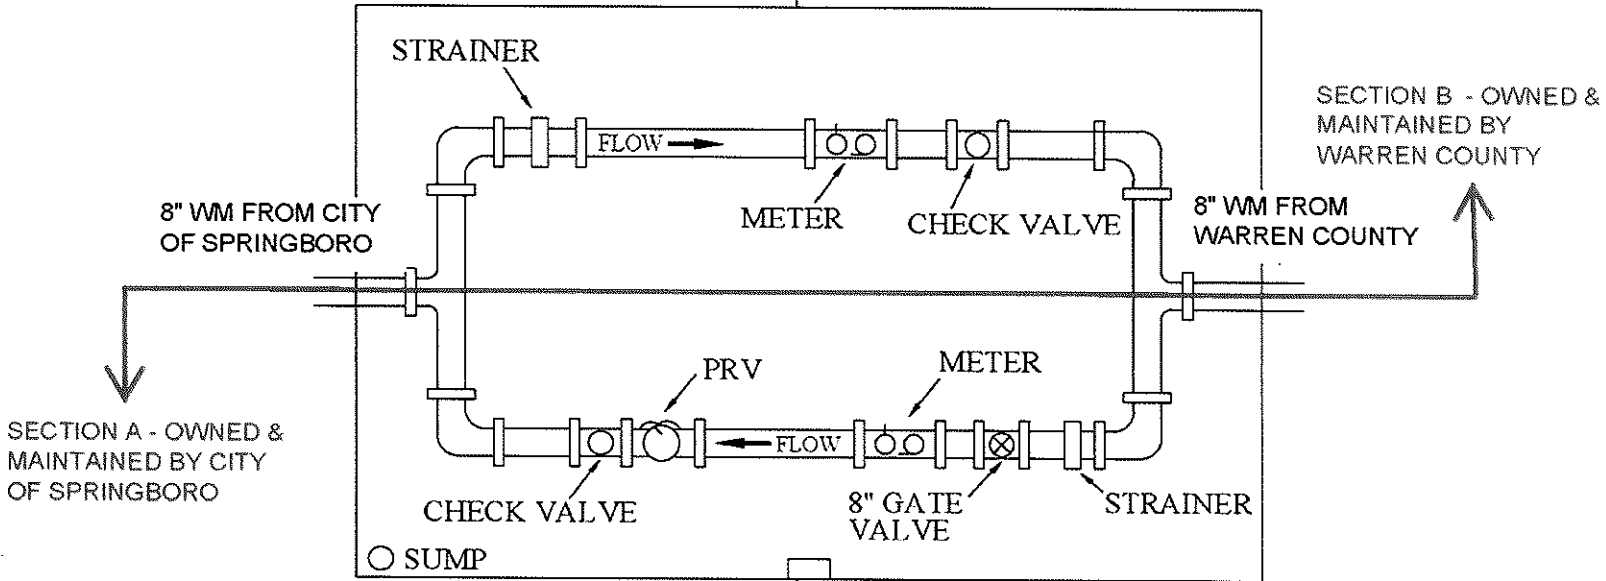 STRAINER
SECTION B - OWNED &
MAINTAINED BY
WARREN COUNTY
FLOW
METER
CHECK VALVE
8" WM FROM CITY
OF SPRINGBORO
8" WM FROM
WARREN COUNTY
PRV
METER
FLOW
SECTION A - OWNED &
MAINTAINED BY CITY
OF SPRINGBORO
CHECK VALVE
8" GATE
VALVE
STRAINER
SUMP